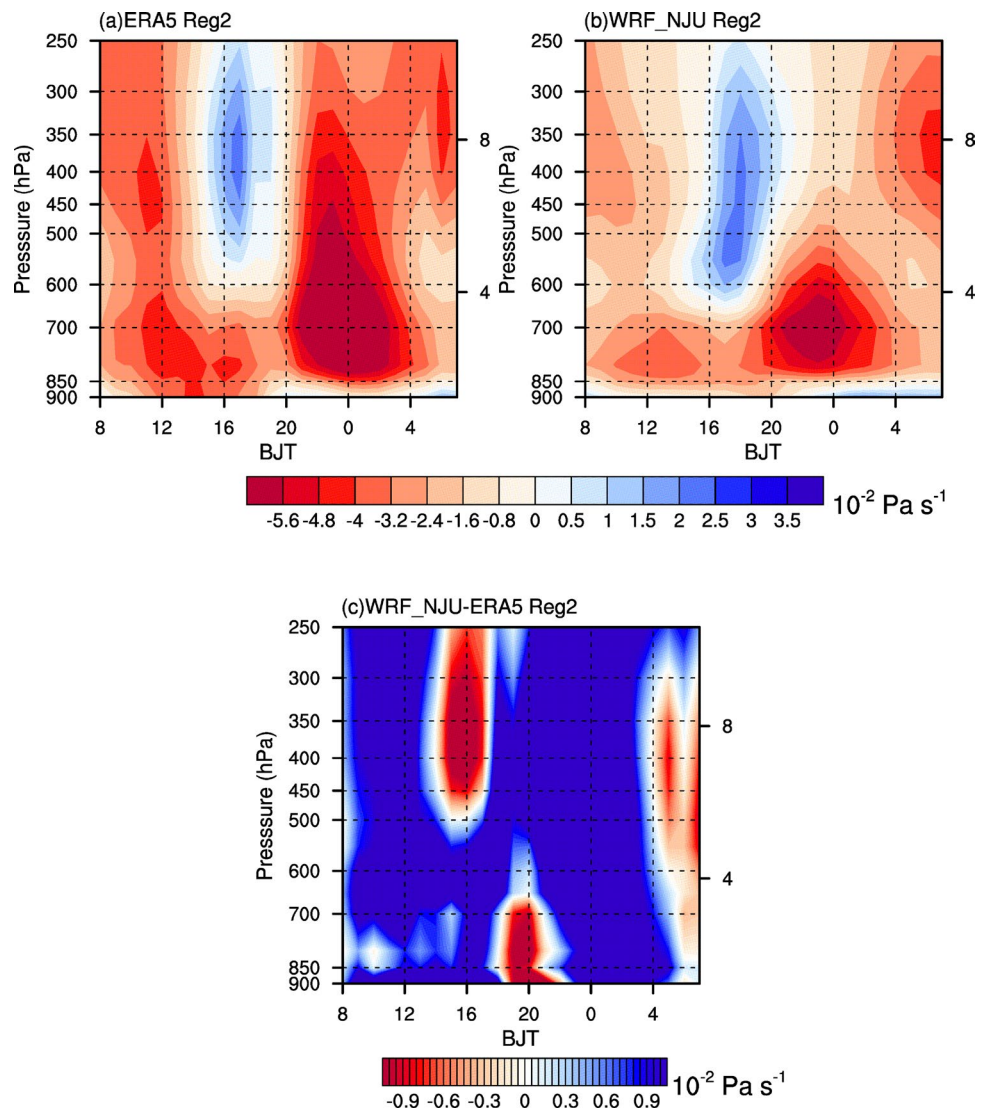 (a)ERA5 Reg2
(b)WRF_NJU Reg2
Presssure (hPa)
250
300
350
400
450
500
600
700
850
900
8
4
8 12 16 20 0 4
BJT
Presssure (hPa)
250
300
350
400
450
500
600
700
850
900
8
4
8 12 16 20 0 4
BJT
-5.6 -4.8 -4 -3.2 -2.4 -1.6 -0.8 0 0.5 1 1.5 2 2.5 3 3.5
10⁻² Pa s⁻¹
(c)WRF_NJU-ERA5 Reg2
Presssure (hPa)
250
300
350
400
450
500
600
700
850
900
8
4
8 12 16 20 0 4
BJT
-0.9 -0.6 -0.3 0 0.3 0.6 0.9
10⁻² Pa s⁻¹